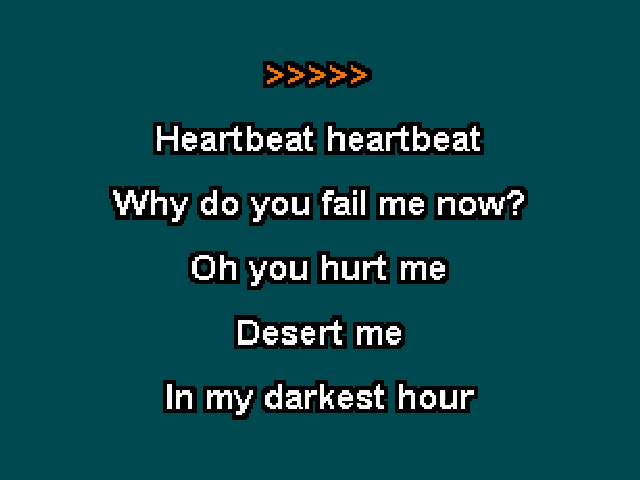 >>>>>
Heartbeat heartbeat
Why do you fail me now?
Oh you hurt me
Desert me
In my darkest hour